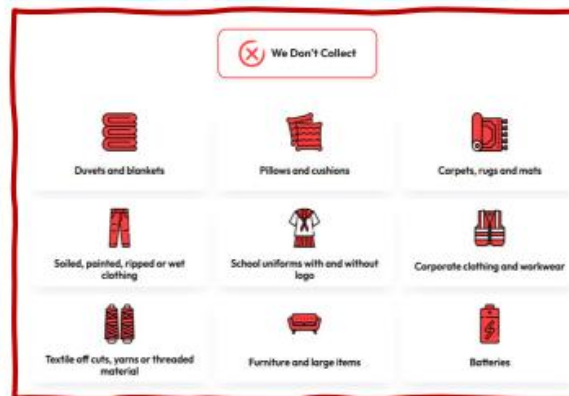 We Don't Collect
Duvets and blankets
Pillows and cushions
Carpets, rugs and mats
Soiled, painted, ripped or wet
clothing
School uniforms with and without
logo
Corporate clothing and workwear
Textile off cuts, yarns or threaded
material
Furniture and large items
Batteries